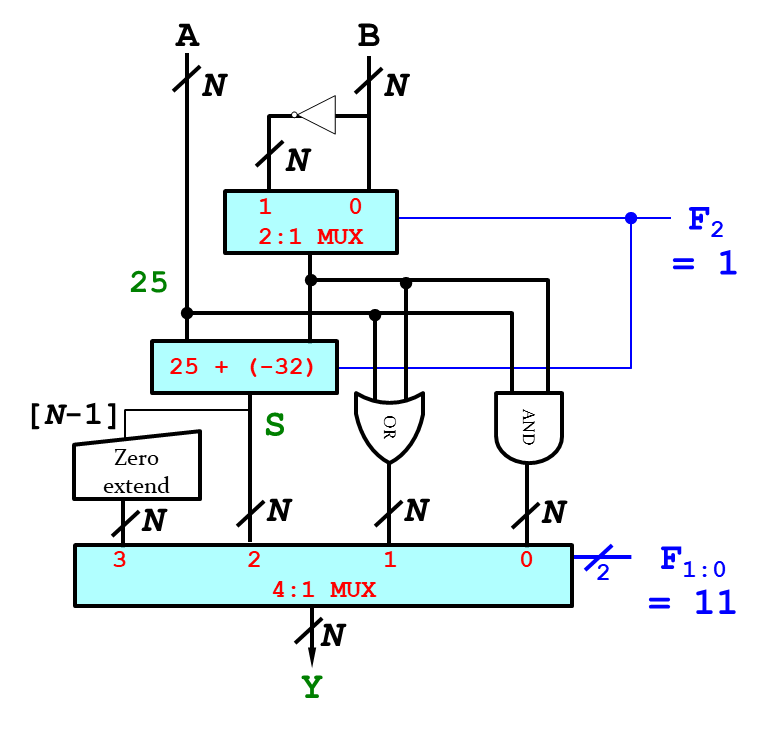 A B
N N
N
1 0
2:1 MUX
F2
= 1
25
25 + (-32)
[N-1]
S
OR
AND
Zero
extend
N N N N
3 2 1 0
4:1 MUX
2
F1:0
= 11
N
Y